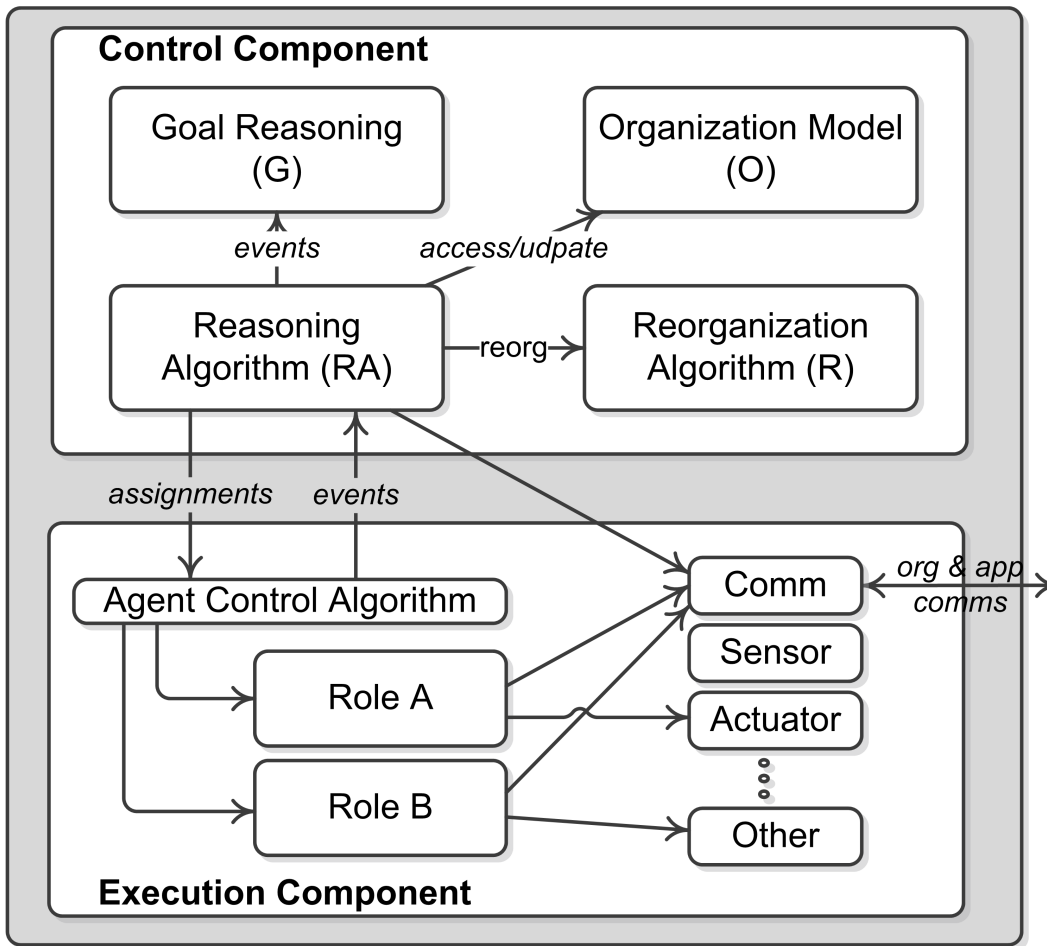 Control Component
Goal Reasoning
(G)
Organization Model
(O)
events
access/udpate
Reasoning
Algorithm (RA)
reorg
Reorganization
Algorithm (R)
assignments
events
Agent Control Algorithm
Comm
org & app
comms
Sensor
Role A
Actuator
Role B
Other
Execution Component